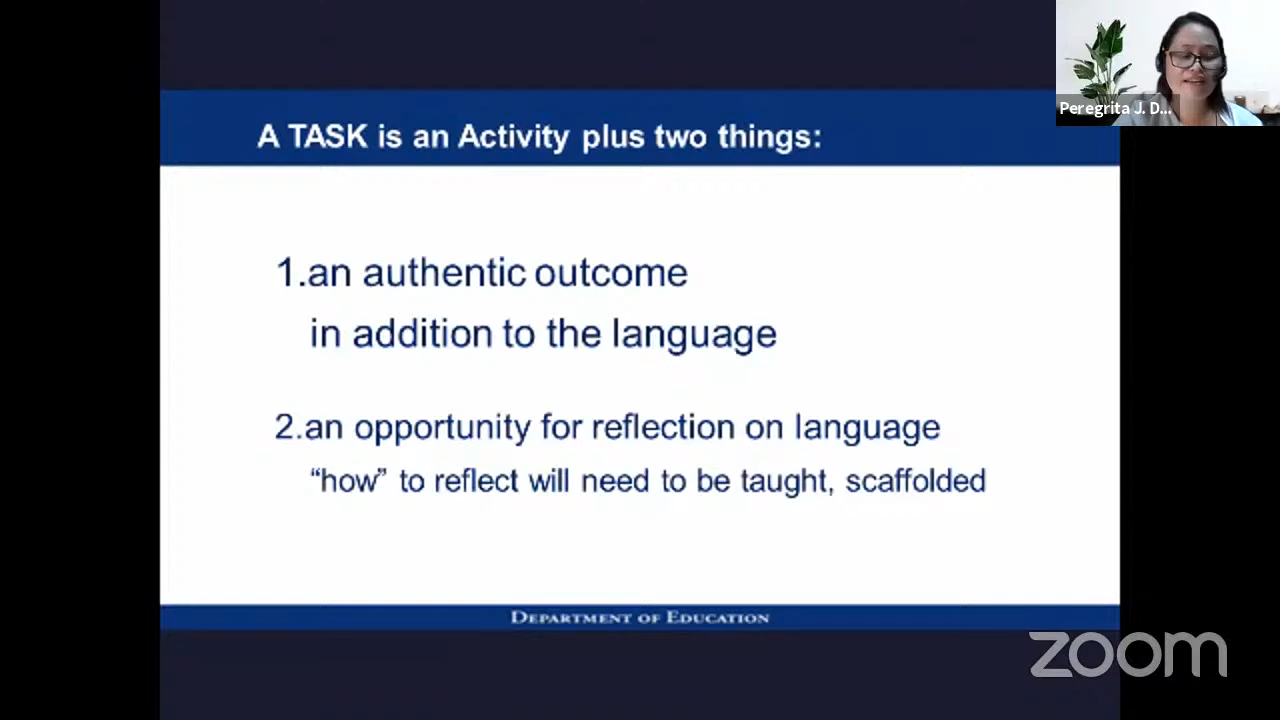 A TASK is an Activity plus two things:
1.an authentic outcome
in addition to the language
2.an opportunity for reflection on language
“how” to reflect will need to be taught, scaffolded
DEPARTMENT OF EDUCATION
Peregrita J. D...
zoom